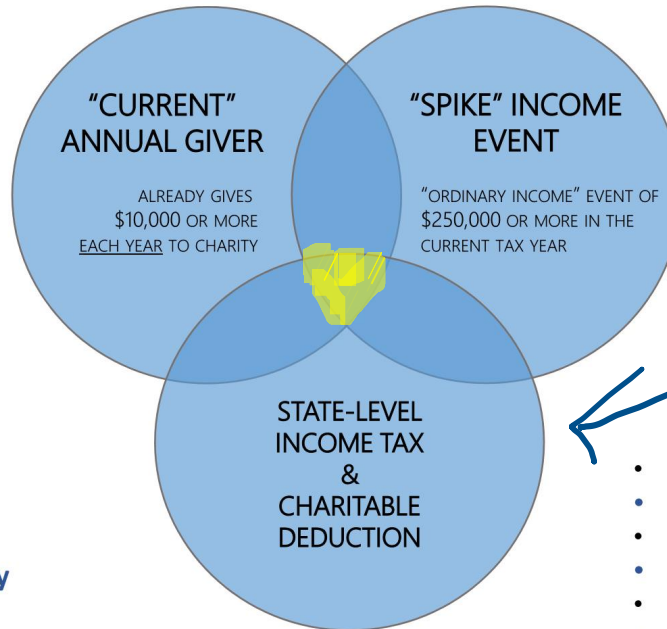 “CURRENT”
ANNUAL GIVER
ALREADY GIVES
$10,000 OR MORE
EACH YEAR TO CHARITY
“SPIKE” INCOME
EVENT
“ORDINARY INCOME” EVENT OF
$250,000 OR MORE IN THE
CURRENT TAX YEAR
STATE-LEVEL
INCOME TAX
&
CHARITABLE
DEDUCTION
y